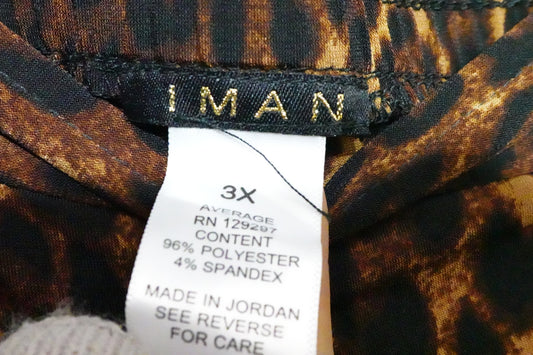 IMAN
3X
AVERAGE
RN 129297
CONTENT
96% POLYESTER
4% SPANDEX
MADE IN JORDAN
SEE REVERSE
FOR CARE